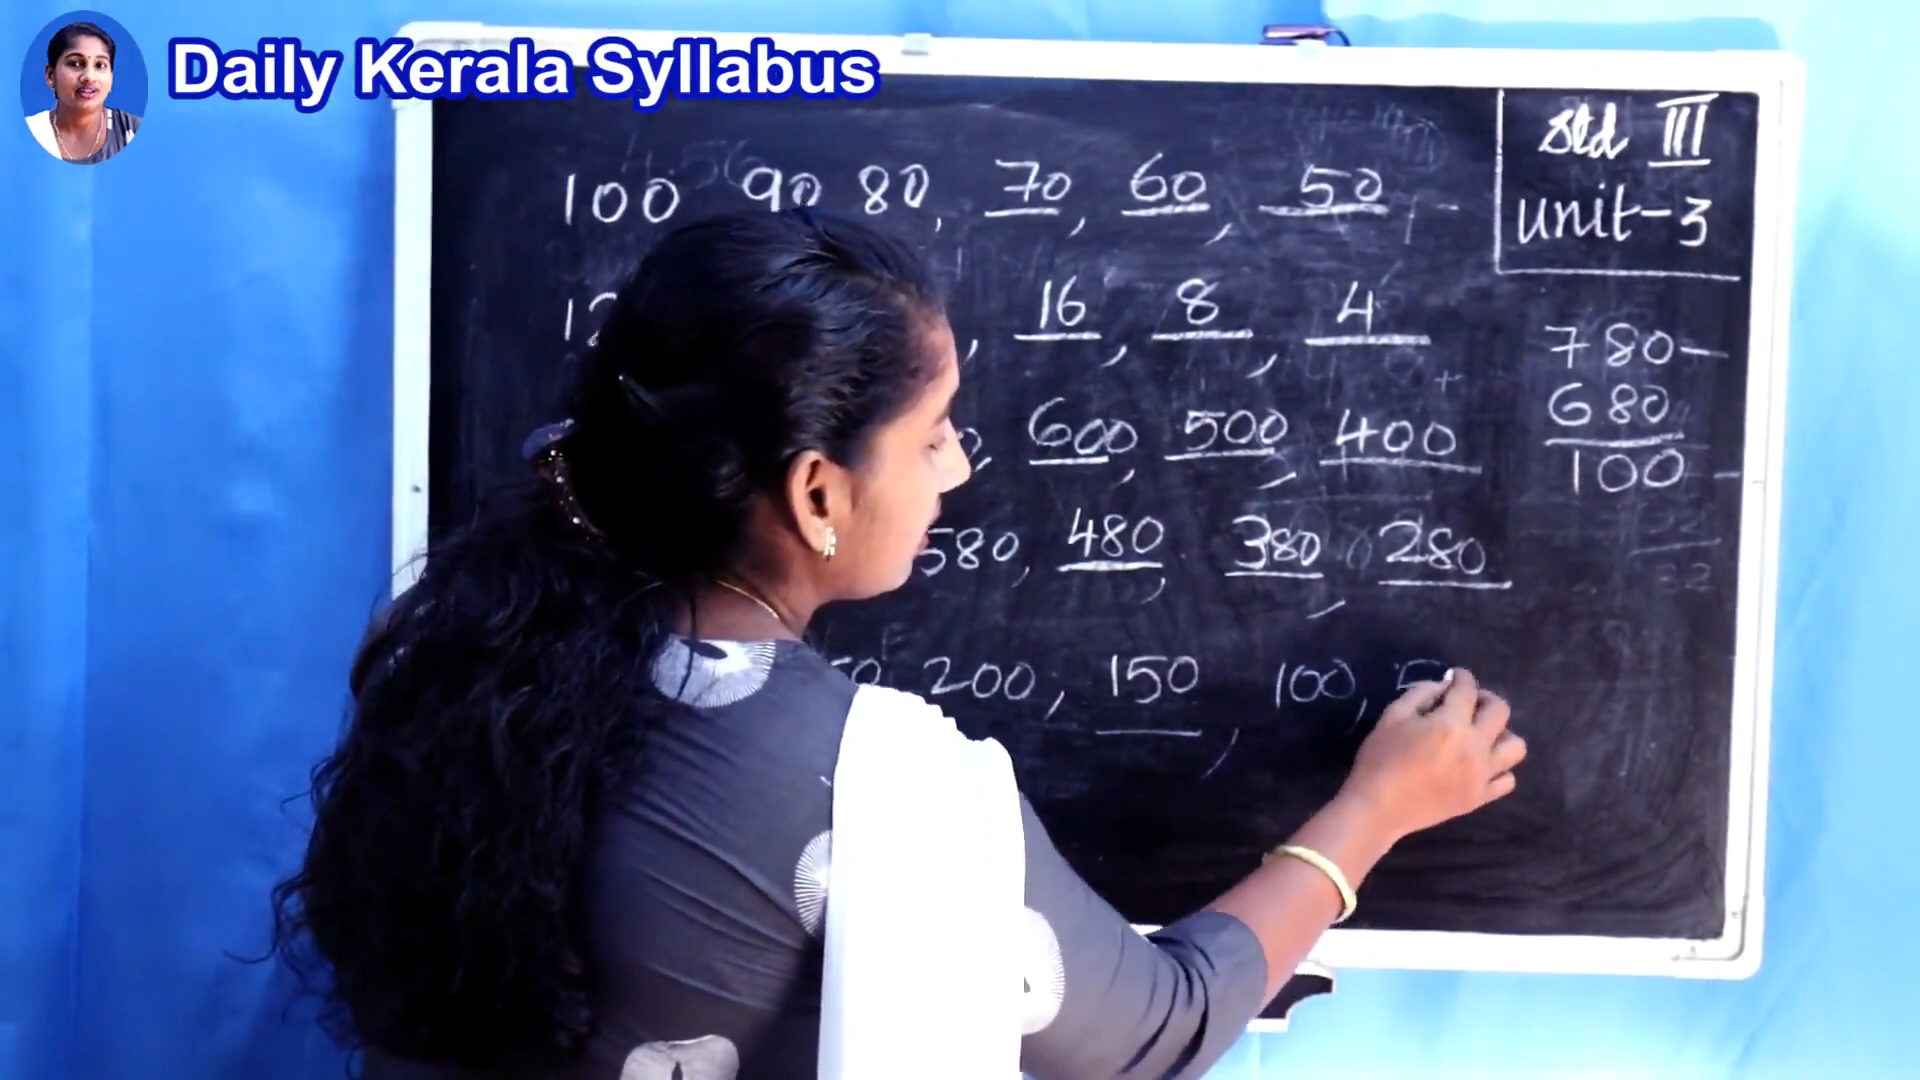 Daily Kerala Syllabus
Std III
unit-3
100 90 80, 70, 60, 50
12 , 16, 8, 4
600, 500, 400
580, 480, 380 280
200, 150, 100,
780-
680
100